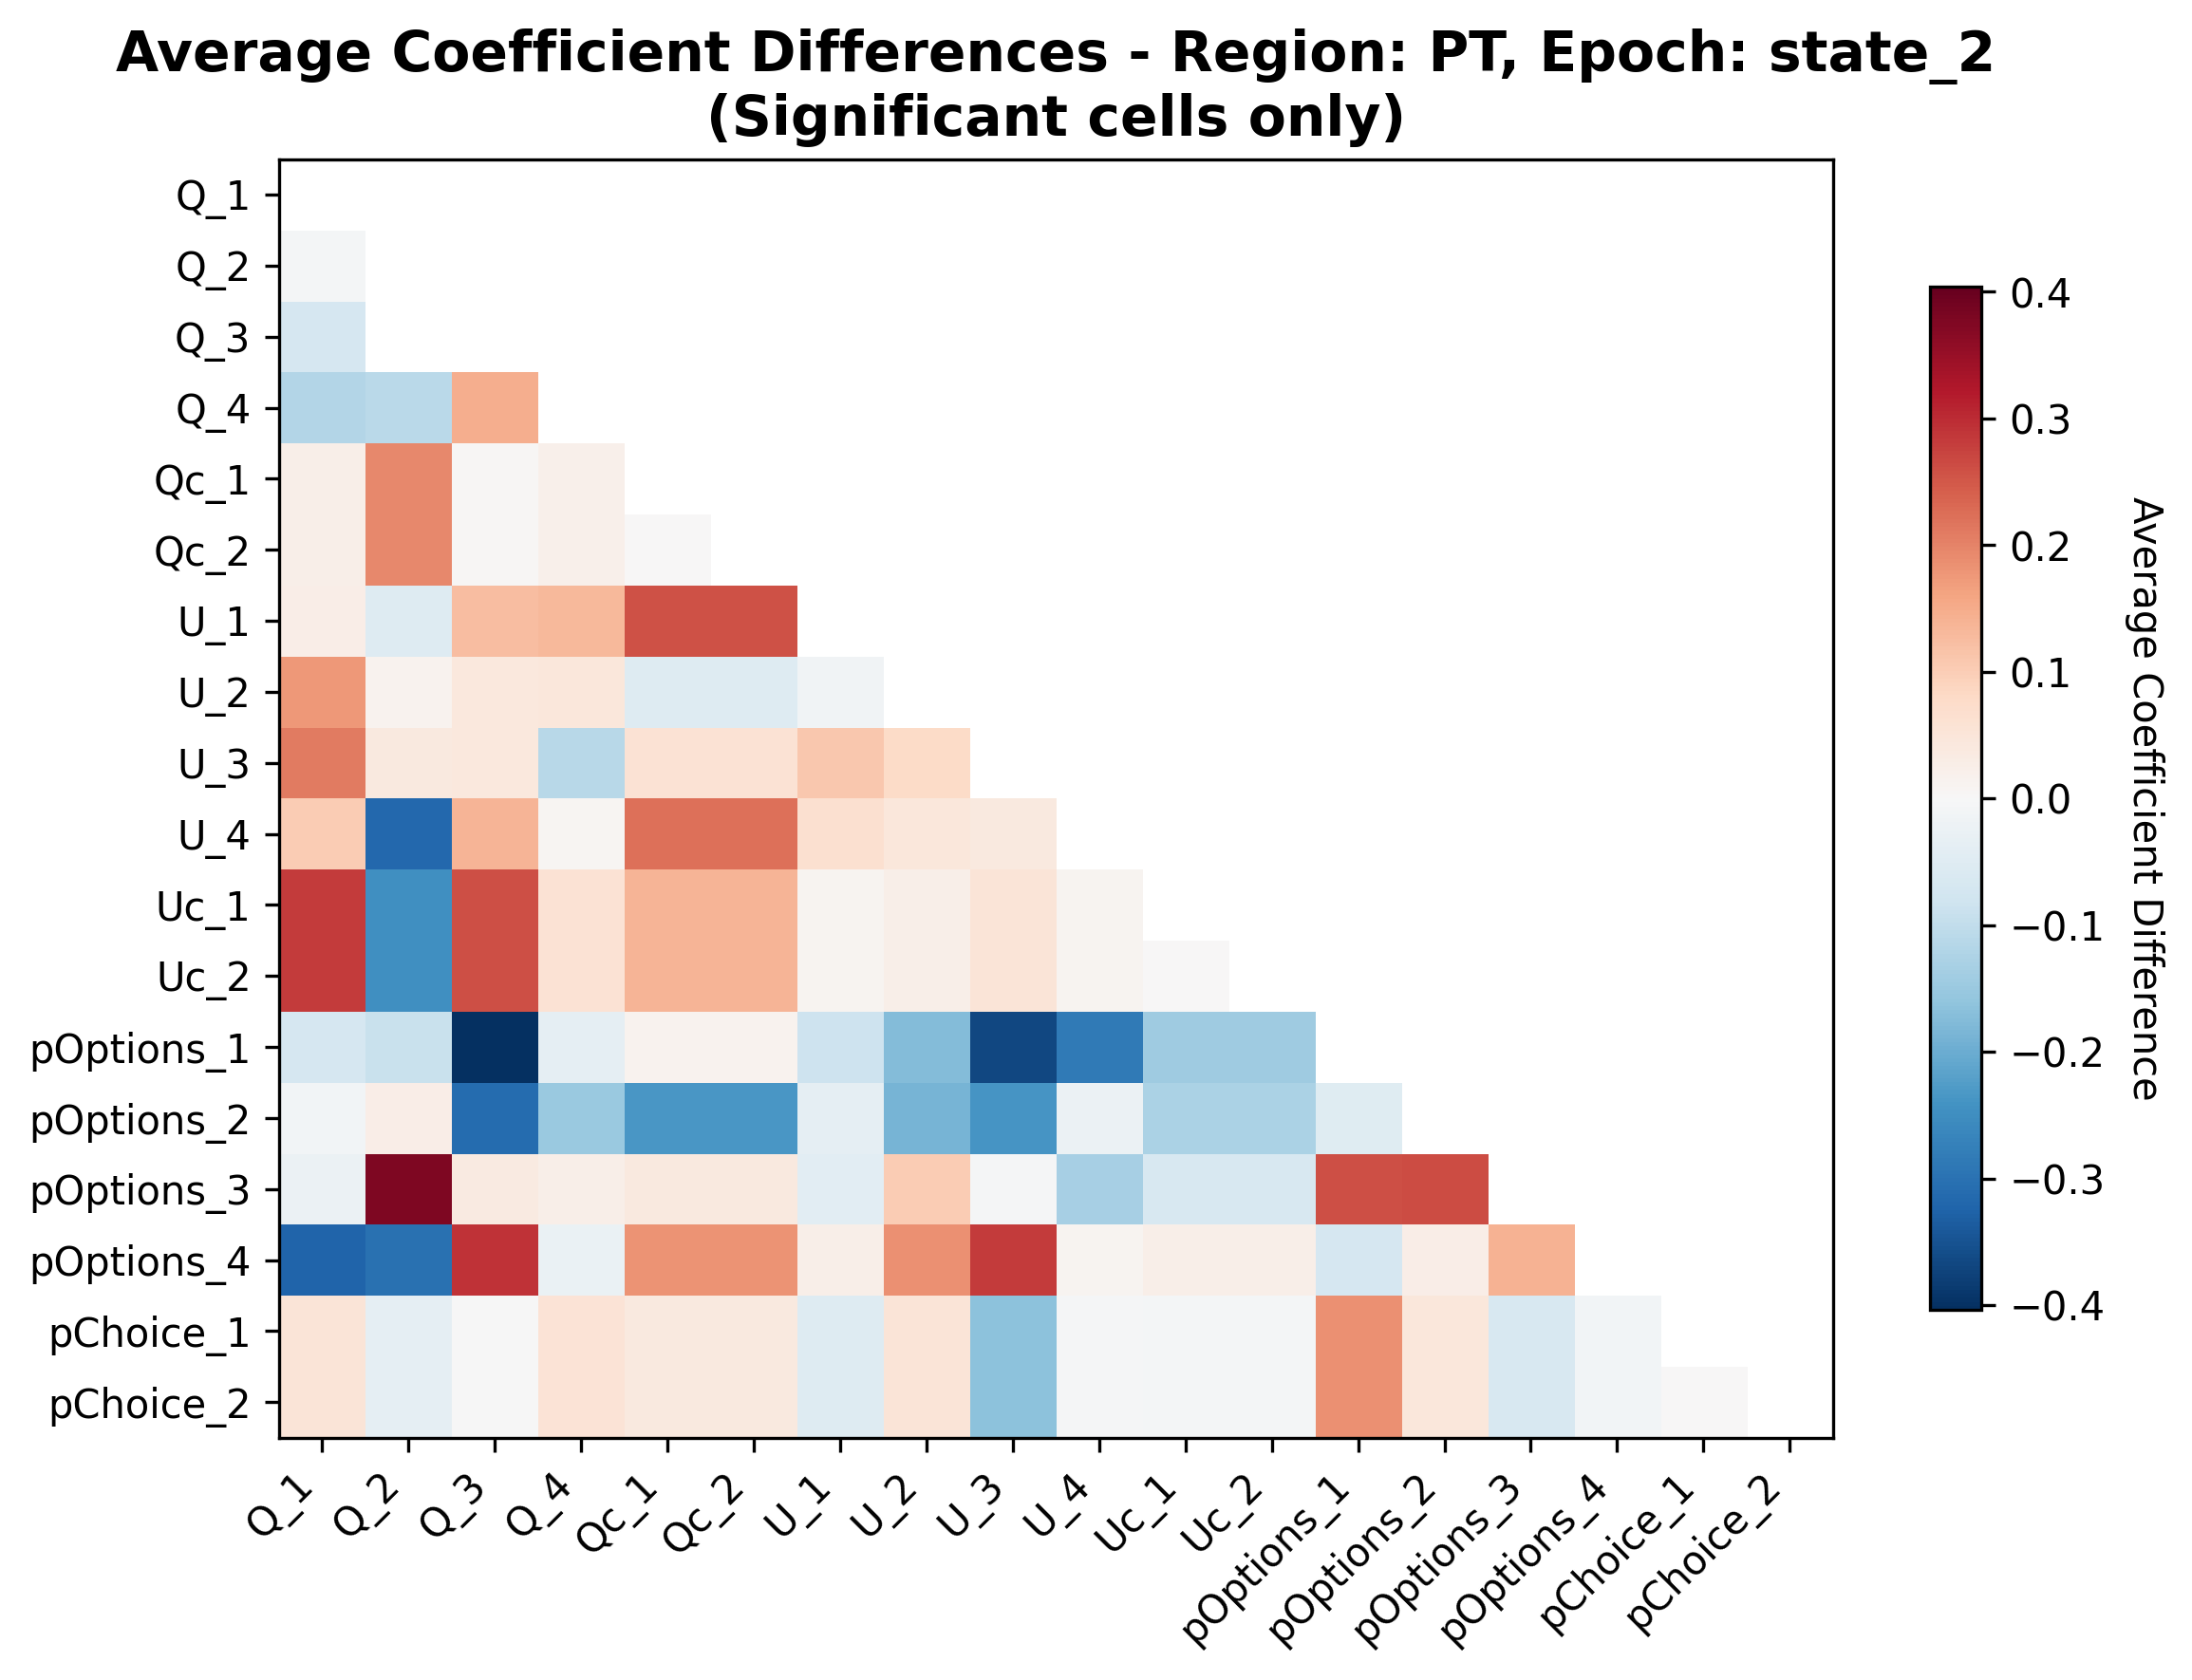 Average Coefficient Differences - Region: PT, Epoch: state_2
(Significant cells only)
Q_1
Q_2
Q_3
Q_4
Qc_1
Qc_2
U_1
U_2
U_3
U_4
Uc_1
Uc_2
pOptions_1
pOptions_2
pOptions_3
pOptions_4
pChoice_1
pChoice_2
Q_1
Q_2
Q_3
Q_4
Qc_1
Qc_2
U_1
U_2
U_3
U_4
Uc_1
Uc_2
pOptions_1
pOptions_2
pOptions_3
pOptions_4
pChoice_1
pChoice_2
0.4
0.3
0.2
0.1
0.0
−0.1
−0.2
−0.3
−0.4
Average Coefficient Difference